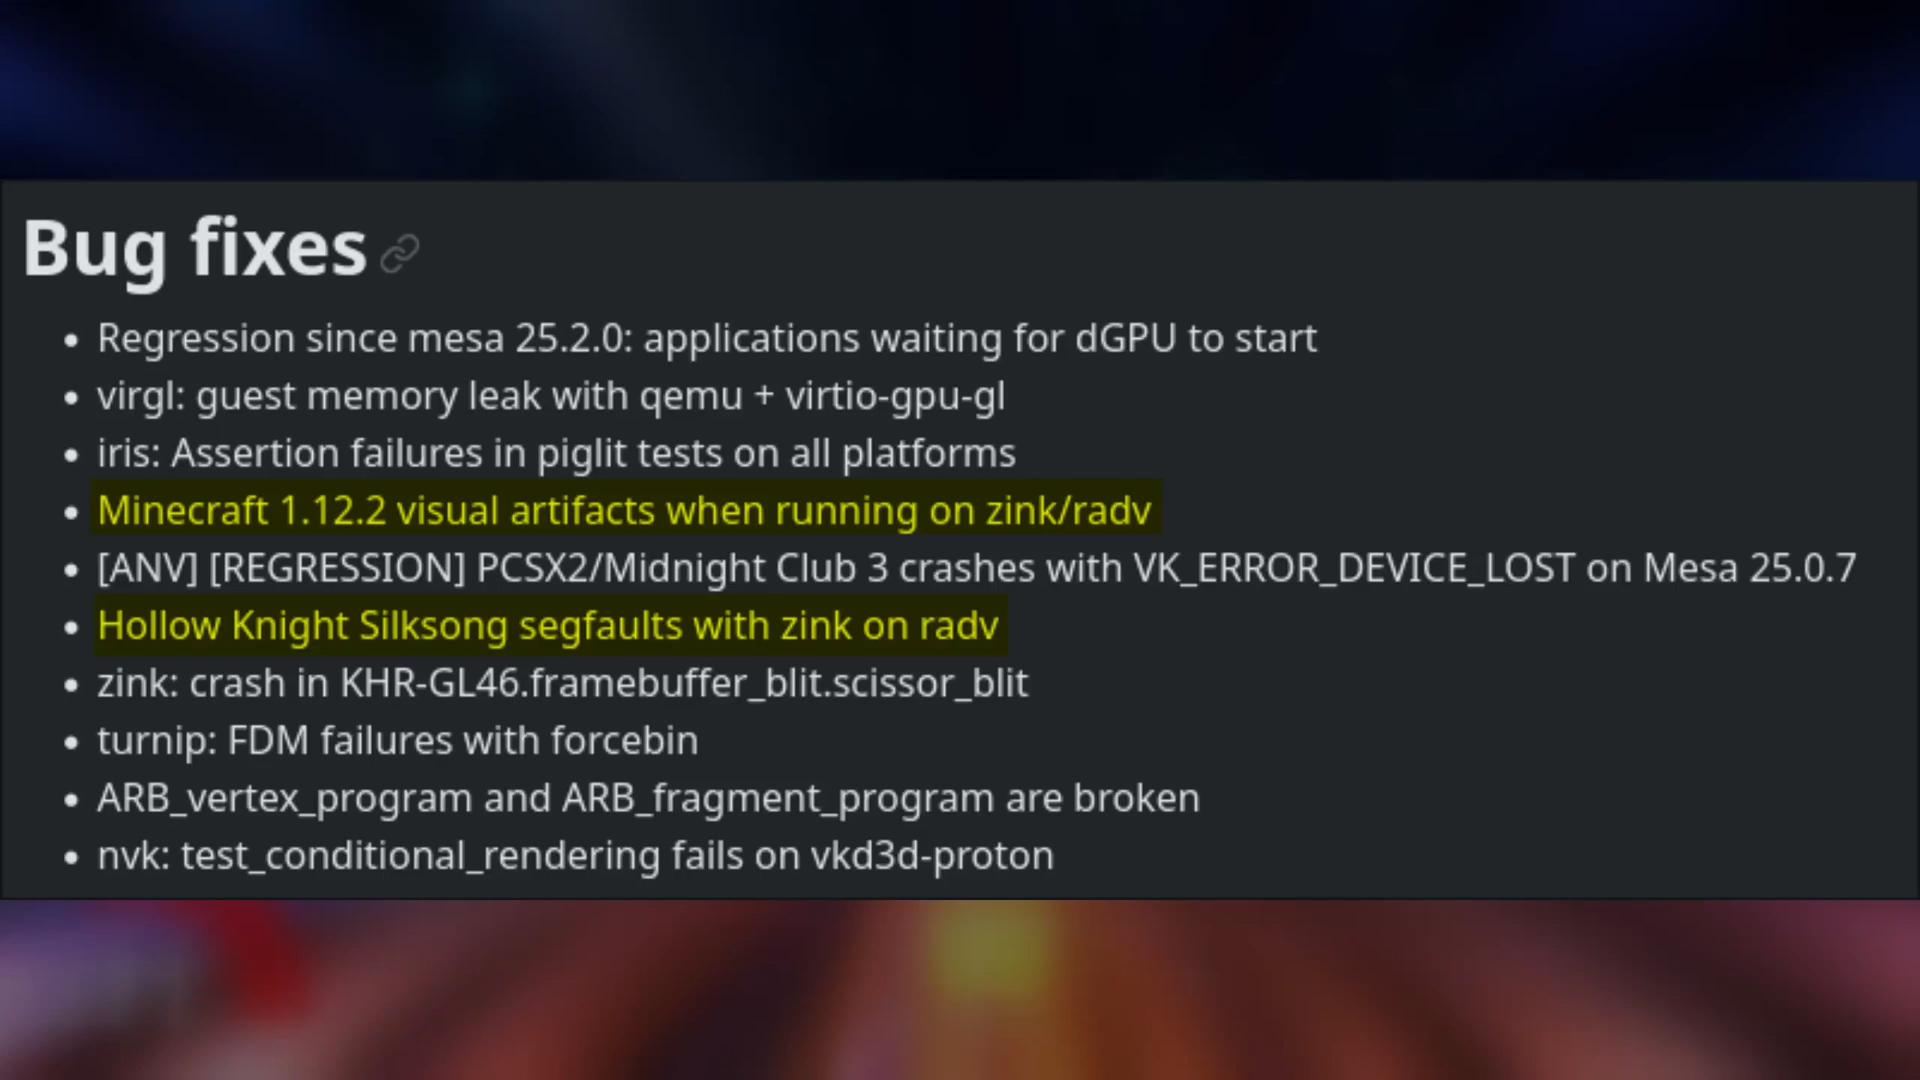 Bug fixes
Regression since mesa 25.2.0: applications waiting for dGPU to start
virgl: guest memory leak with qemu + virtio-gpu-gl
iris: Assertion failures in piglit tests on all platforms
Minecraft 1.12.2 visual artifacts when running on zink/radv
[ANV] [REGRESSION] PCSX2/Midnight Club 3 crashes with VK_ERROR_DEVICE_LOST on Mesa 25.0.7
Hollow Knight Silksong segfaults with zink on radv
zink: crash in KHR-GL46.framebuffer_blit.scissor_blit
turnip: FDM failures with forcebin
ARB_vertex_program and ARB_fragment_program are broken
nvk: test_conditional_rendering fails on vkd3d-proton